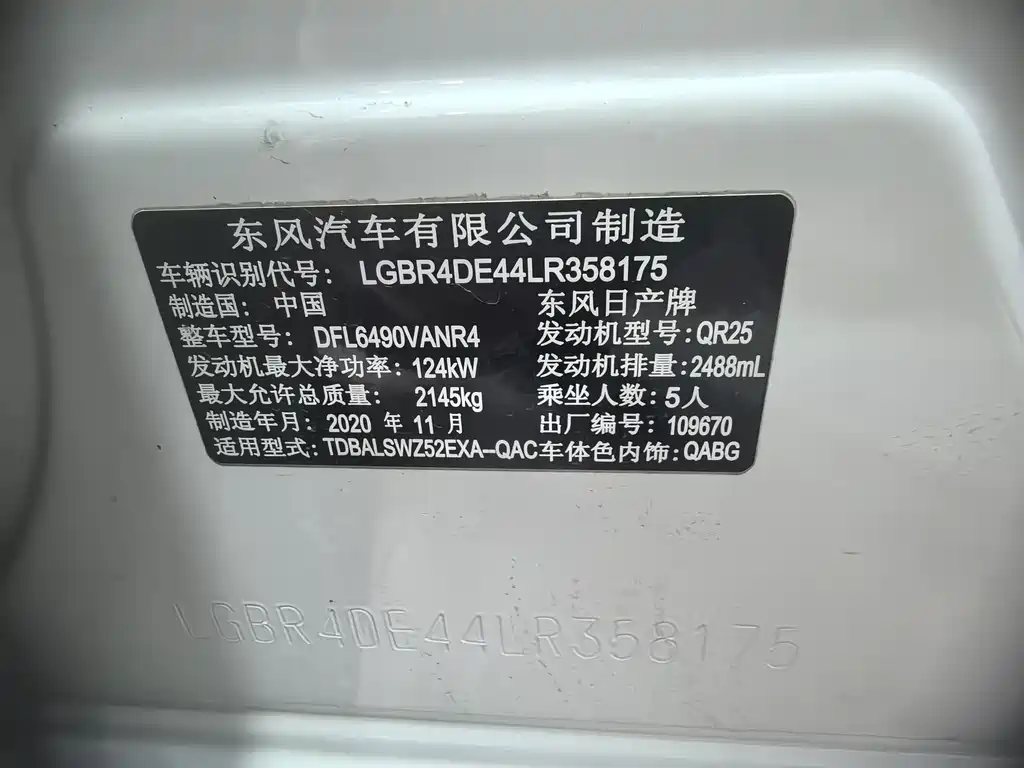 东风汽车有限公司制造
车辆识别代号: LGBR4DE44LR358175
制造国: 中国 东风日产牌
整车型号: DFL6490VANR4 发动机型号:QR25
发动机最大净功率: 124kW 发动机排量:2488mL
最大允许总质量: 2145kg 乘坐人数:5人
制造年月: 2020 年 11 月 出厂编号: 109670
适用型式:TDBALSWZ52EXA-QAC 车体色内饰:QABG
LGBR4DE44LR358175